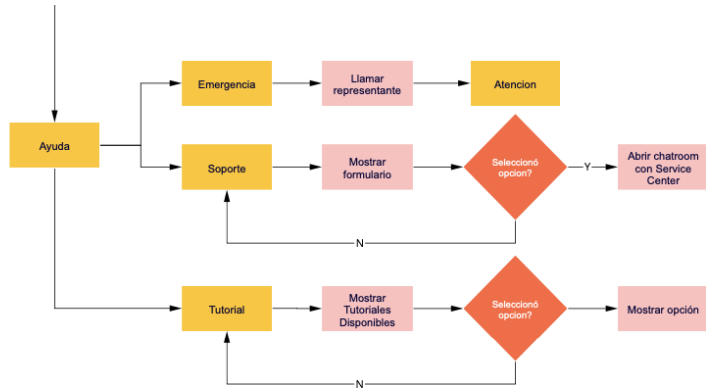 Emergencia
Llamar
representante
Atencion
Ayuda
Soporte
Mostrar
formulario
Seleccionó
opcion?
Y
Abrir chatroom
con Service
Center
N
Tutorial
Mostrar
Tutoriales
Disponibles
Seleccionó
opcion?
Mostrar opción
N